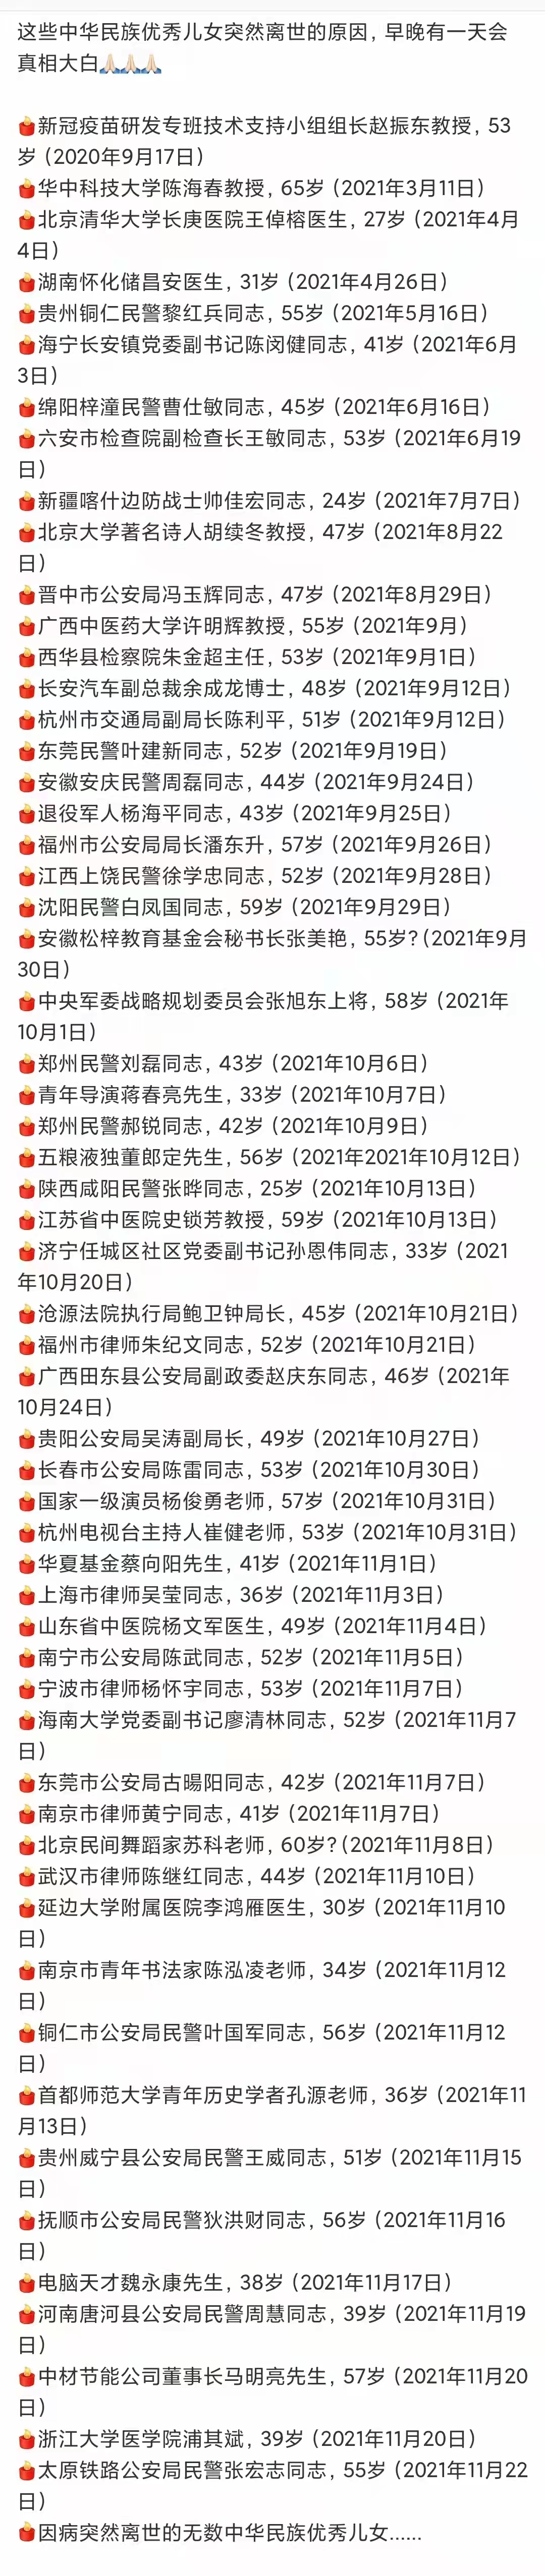 这些中华民族优秀儿女突然离世的原因，早晚有一天会
真相大白🙏🏻🙏🏻🙏🏻
新冠疫苗研发专班技术支持小组组长赵振东教授，53
岁（2020年9月17日）
华中科技大学陈海春教授，65岁（2021年3月11日）
北京清华大学长庚医院王倬榕医生，27岁（2021年4月
4日）
湖南怀化储昌安医生，31岁（2021年4月26日）
贵州铜仁民警黎红兵同志，55岁（2021年5月16日）
海宁长安镇党委副书记陈闵健同志，41岁（2021年6月
3日）
绵阳梓潼民警曹仕敏同志，45岁（2021年6月16日）
六安市检查院副检查长王敏同志，53岁（2021年6月19
日）
新疆喀什边防战士帅佳宏同志，24岁（2021年7月7日）
北京大学著名诗人胡续冬教授，47岁（2021年8月22
日）
晋中市公安局冯玉辉同志，47岁（2021年8月29日）
广西中医药大学许明辉教授，55岁（2021年9月）
西华县检察院朱金超主任，53岁（2021年9月1日）
长安汽车副总裁余成龙博士，48岁（2021年9月12日）
杭州市交通局副局长陈利平，51岁（2021年9月12日）
东莞民警叶建新同志，52岁（2021年9月19日）
安徽安庆民警周磊同志，44岁（2021年9月24日）
退役军人杨海平同志，43岁（2021年9月25日）
福州市公安局局长潘东升，57岁（2021年9月26日）
江西上饶民警徐学忠同志，52岁（2021年9月28日）
沈阳民警白凤国同志，59岁（2021年9月29日）
安徽松梓教育基金会秘书长张美艳，55岁?（2021年9月
30日）
中央军委战略规划委员会张旭东上将，58岁（2021年
10月1日）
郑州民警刘磊同志，43岁（2021年10月6日）
青年导演蒋春亮先生，33岁（2021年10月7日）
郑州民警郝锐同志，42岁（2021年10月9日）
五粮液独董郎定先生，56岁（2021年2021年10月12日）
陕西咸阳民警张晔同志，25岁（2021年10月13日）
江苏省中医院史锁芳教授，59岁（2021年10月13日）
济宁任城区社区党委副书记孙恩伟同志，33岁（2021
年10月20日）
沧源法院执行局鲍卫钟局长，45岁（2021年10月21日）
福州市律师朱纪文同志，52岁（2021年10月21日）
广西田东县公安局副政委赵庆东同志，46岁（2021年
10月24日）
贵阳公安局吴涛副局长，49岁（2021年10月27日）
长春市公安局陈雷同志，53岁（2021年10月30日）
国家一级演员杨俊勇老师，57岁（2021年10月31日）
杭州电视台主持人崔健老师，53岁（2021年10月31日）
华夏基金蔡向阳先生，41岁（2021年11月1日）
上海市律师吴莹同志，36岁（2021年11月3日）
山东省中医院杨文军医生，49岁（2021年11月4日）
南宁市公安局陈武同志，52岁（2021年11月5日）
宁波市律师杨怀宇同志，53岁（2021年11月7日）
海南大学党委副书记廖清林同志，52岁（2021年11月7
日）
东莞市公安局古暘阳同志，42岁（2021年11月7日）
南京市律师黄宁同志，41岁（2021年11月7日）
北京民间舞蹈家苏科老师，60岁?（2021年11月8日）
武汉市律师陈继红同志，44岁（2021年11月10日）
延边大学附属医院李鸿雁医生，30岁（2021年11月10
日）
南京市青年书法家陈泓凌老师，34岁（2021年11月12
日）
铜仁市公安局民警叶国军同志，56岁（2021年11月12
日）
首都师范大学青年历史学者孔源老师，36岁（2021年11
月13日）
贵州威宁县公安局民警王威同志，51岁（2021年11月15
日）
抚顺市公安局民警狄洪财同志，56岁（2021年11月16
日）
电脑天才魏永康先生，38岁（2021年11月17日）
河南唐河县公安局民警周慧同志，39岁（2021年11月19
日）
中材节能公司董事长马明亮先生，57岁（2021年11月20
日）
浙江大学医学院浦其斌，39岁（2021年11月20日）
太原铁路公安局民警张宏志同志，55岁（2021年11月22
日）
因病突然离世的无数中华民族优秀儿女......